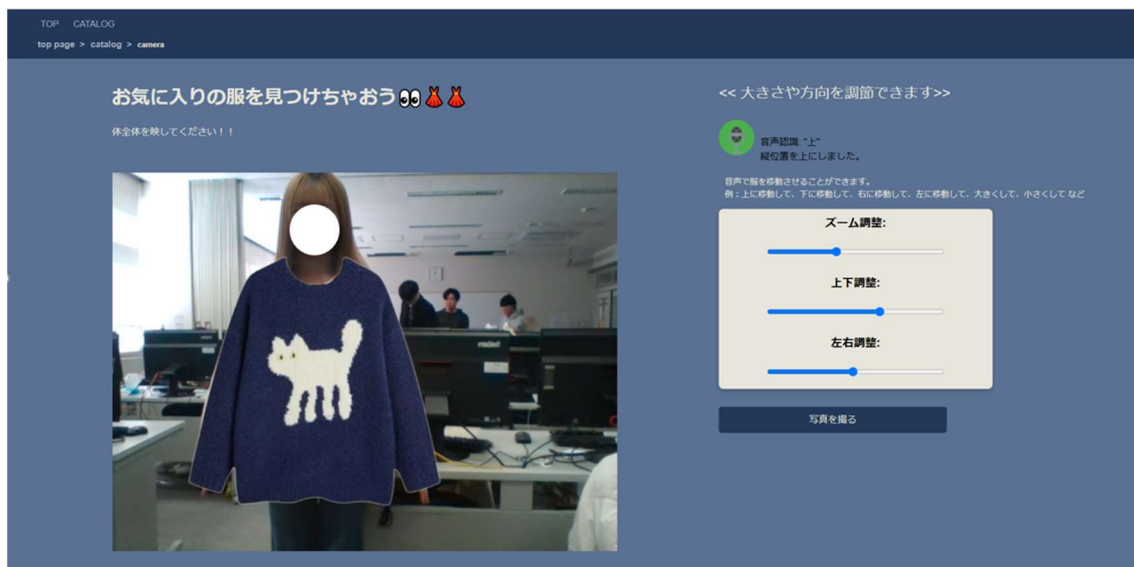 TOP CATALOG
top page > catalog > camera
お気に入りの服を見つけちゃおう👀👗👗
体全体を映してください！！
<< 大きさや方向を調節できます>>
音声認識: "上"
縦位置を上にしました。
音声で服を移動させることができます。
例：上に移動して、下に移動して、右に移動して、左に移動して、大きくして、小さくして など
ズーム調整:
上下調整:
左右調整:
写真を撮る